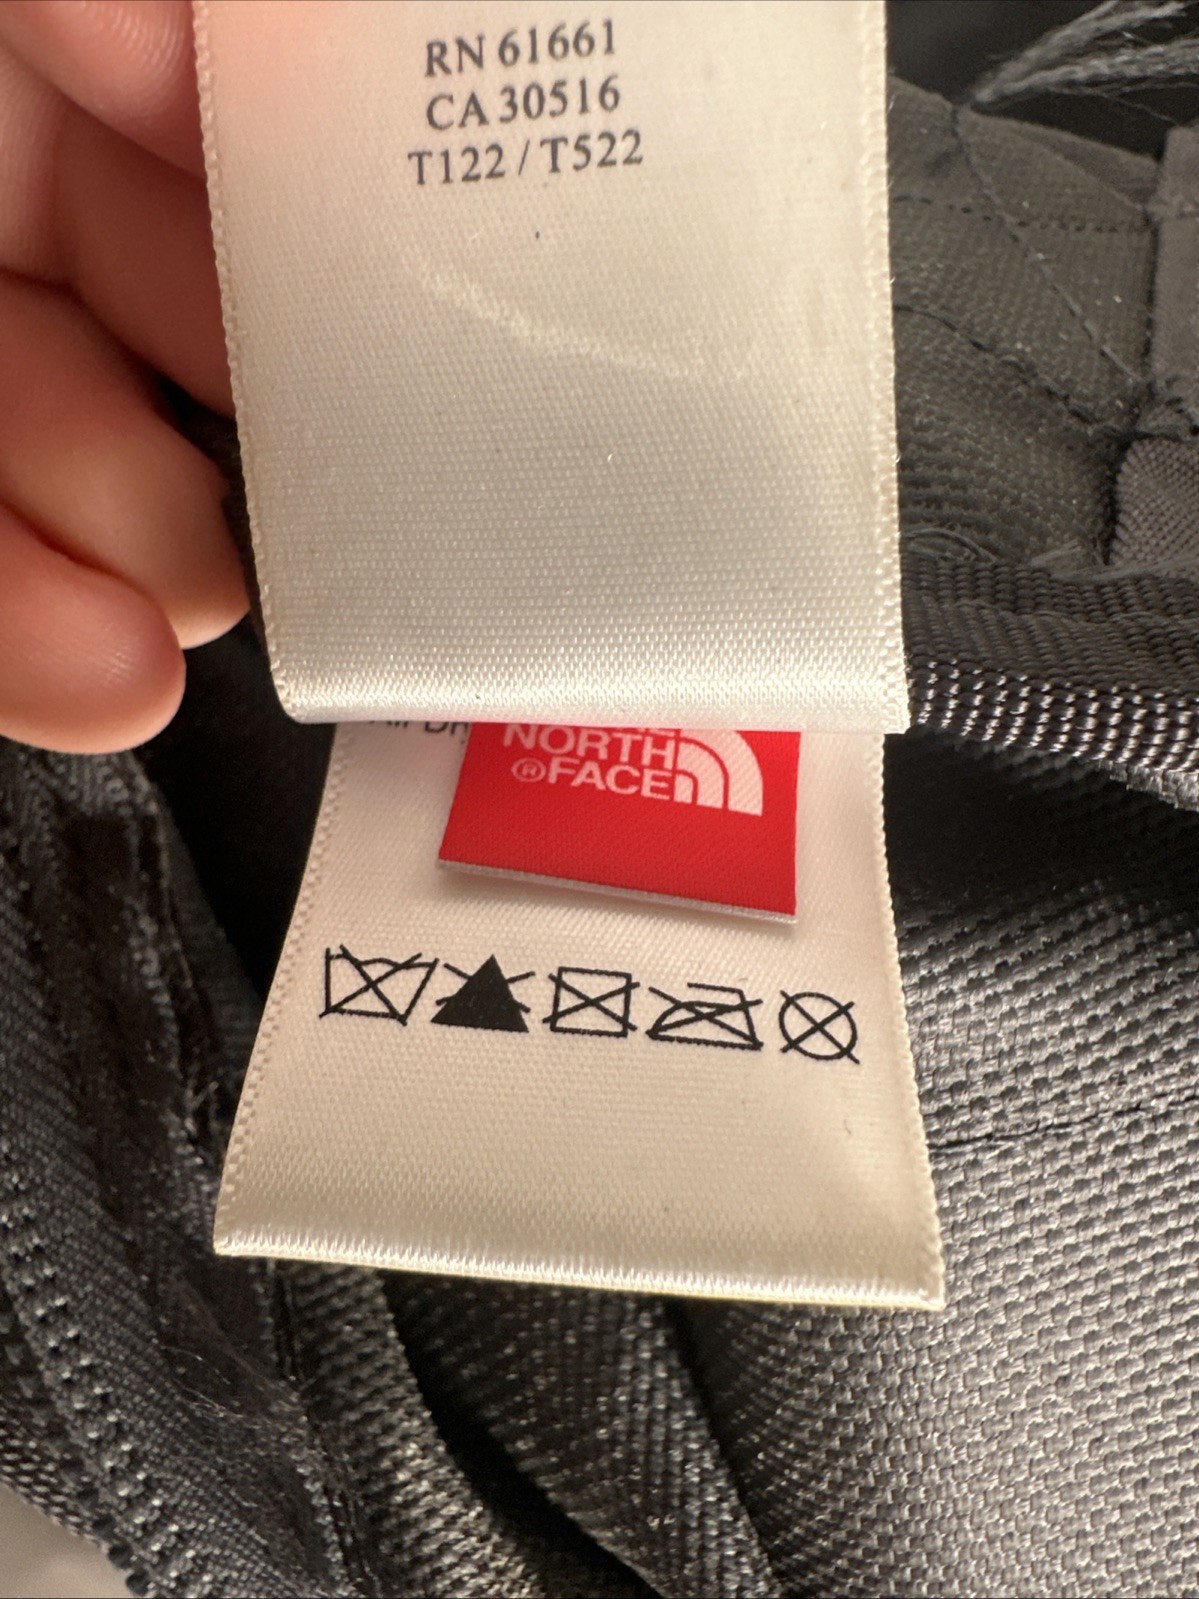 RN 61661
CA 30516
T122 / T522
NORTH
®FACE